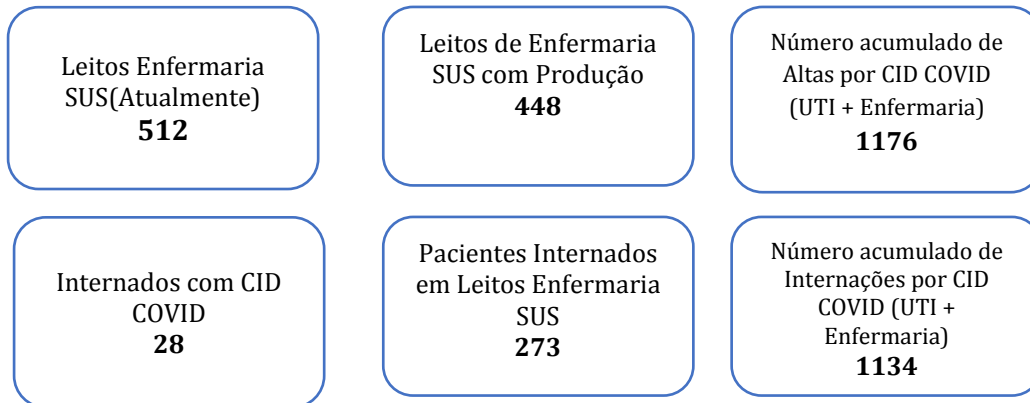 Leitos Enfermaria
SUS(Atualmente)
512
Leitos de Enfermaria
SUS com Produção
448
Número acumulado de
Altas por CID COVID
(UTI + Enfermaria)
1176
Internados com CID
COVID
28
Pacientes Internados
em Leitos Enfermaria
SUS
273
Número acumulado de
Internações por CID
COVID (UTI +
Enfermaria)
1134